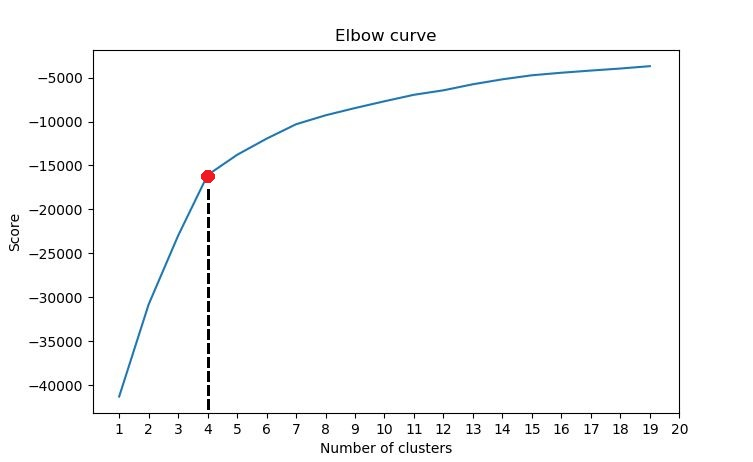 Elbow curve
−5000
−10000
−15000
−20000
−25000
−30000
−35000
−40000
Score
1 2 3 4 5 6 7 8 9 10 11 12 13 14 15 16 17 18 19 20
Number of clusters